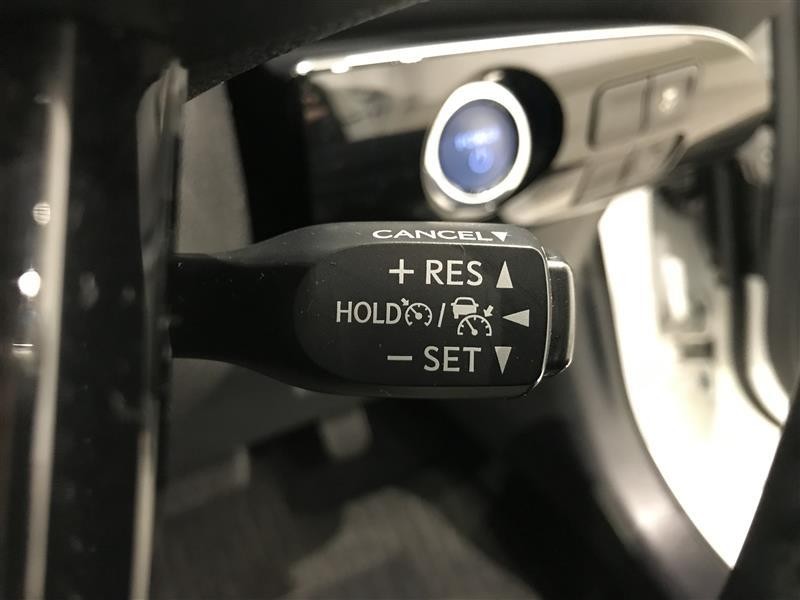 CANCEL▼
+ RES ▲
HOLD / ◀
− SET ▼